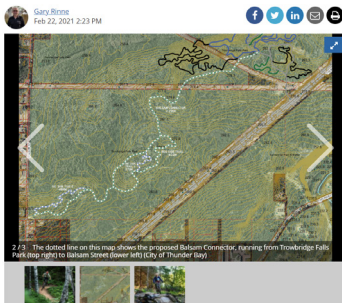 Gary Rinne
Feb 22, 2021 2:23 PM
2 / 3 The dotted line on this map shows the proposed Balsam Connector, running from Trowbridge Falls
Park (top right) to Balsam Street (lower left) (City of Thunder Bay)